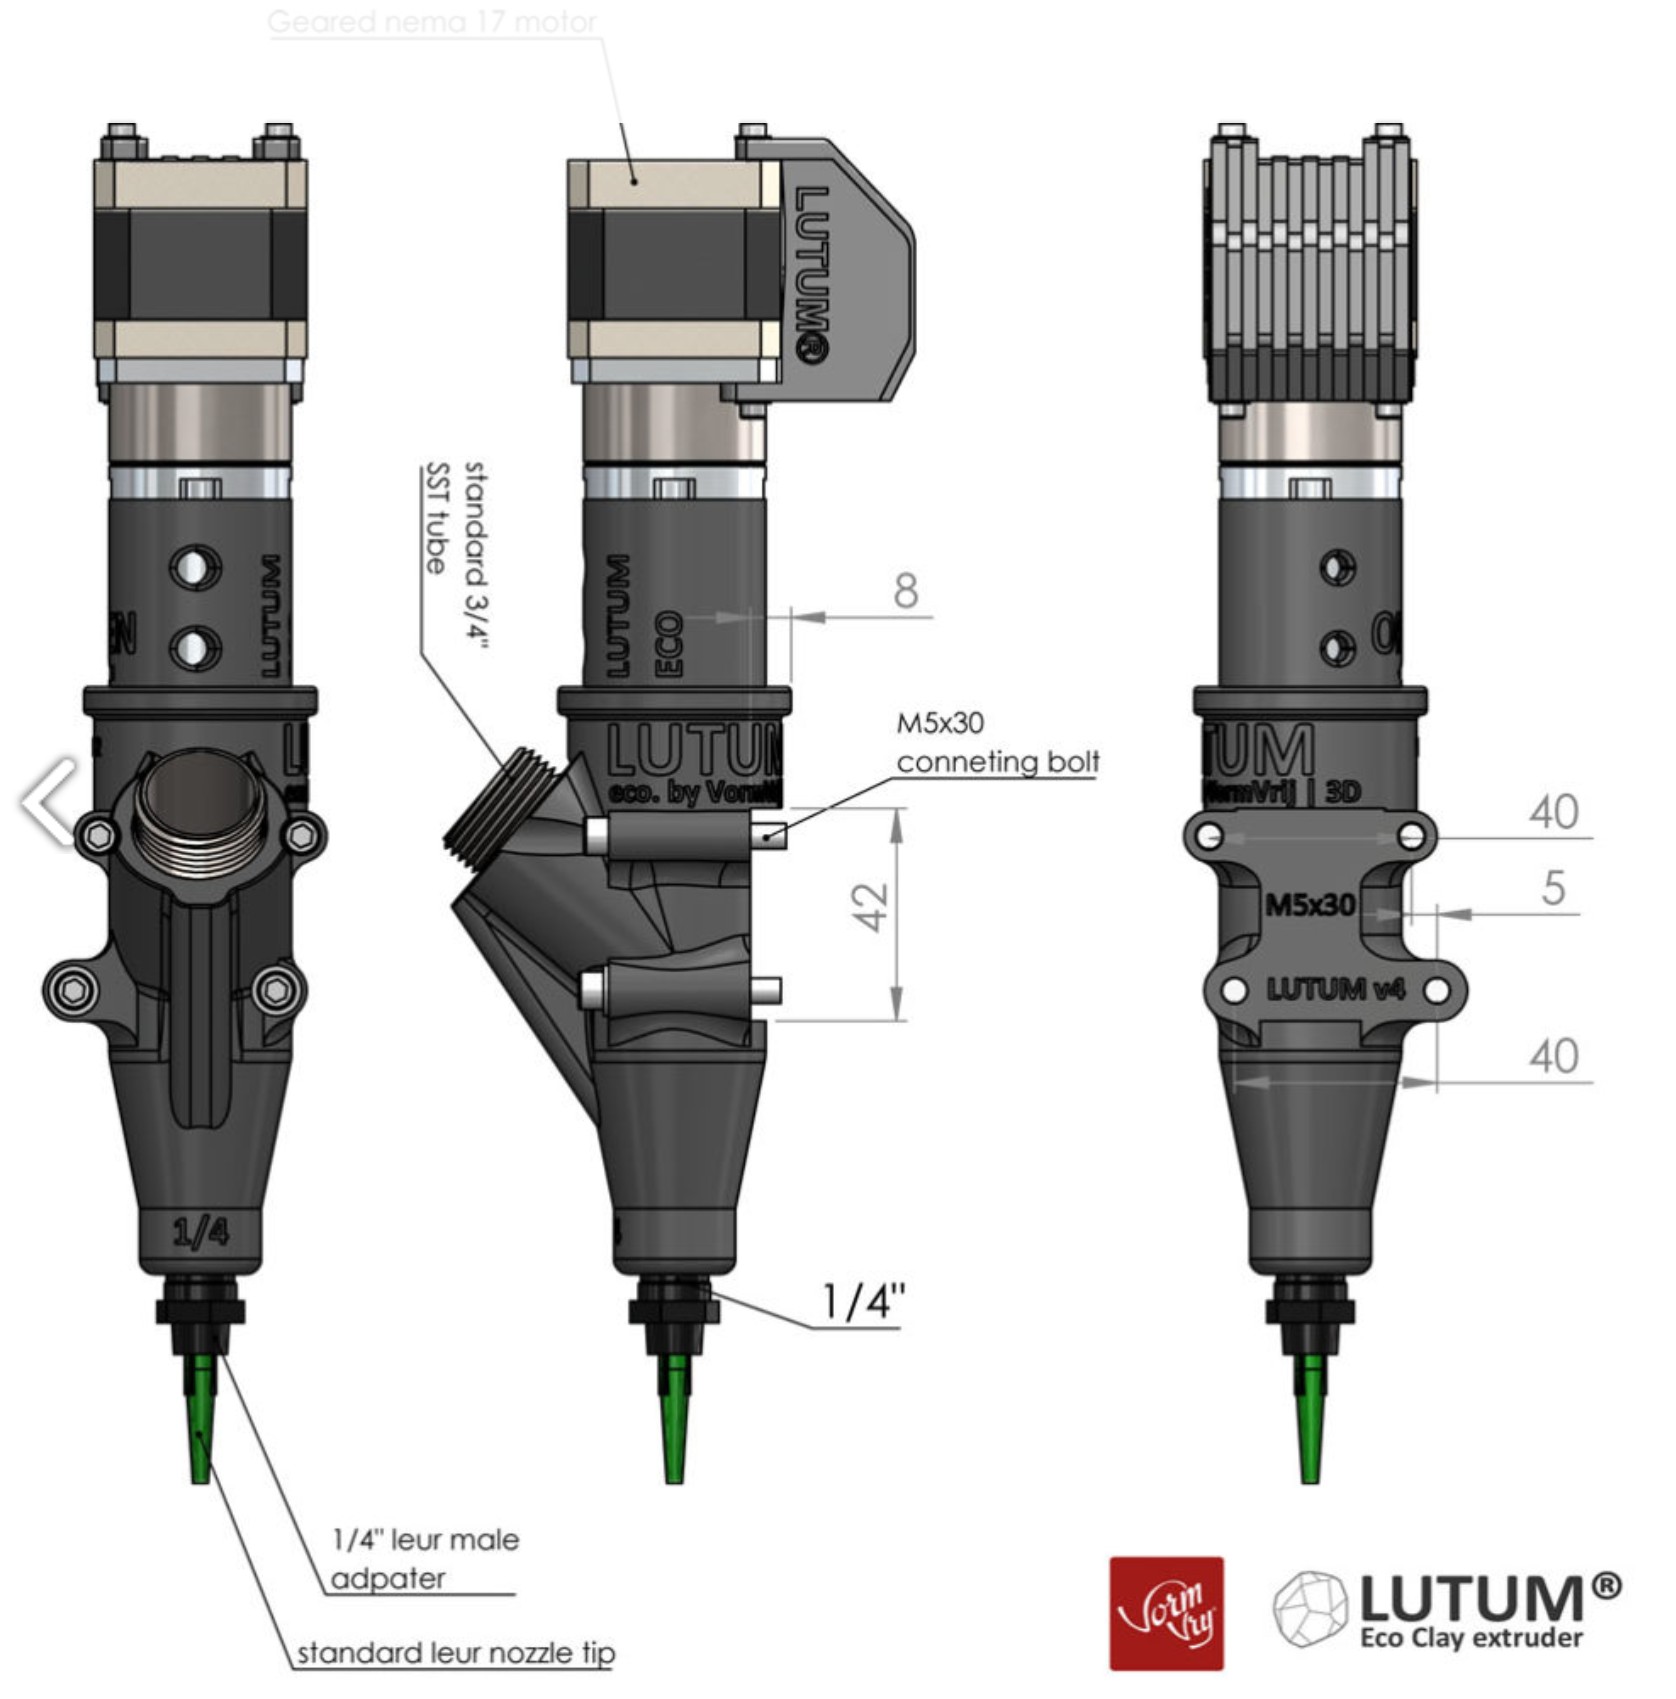 Geared nema 17 motor
LUTUM®
standard 3/4"
SST tube
LUTUM
LUTUM
ECO
8
M5x30
conneting bolt
LUTUM
eco. by Vorm
TUM
VormVrij | 3D
40
42
M5x30
5
LUTUM v4
40
1/4
1/4"
1/4" leur male
adpater
standard leur nozzle tip
Vorm
Vrij
LUTUM®
Eco Clay extruder